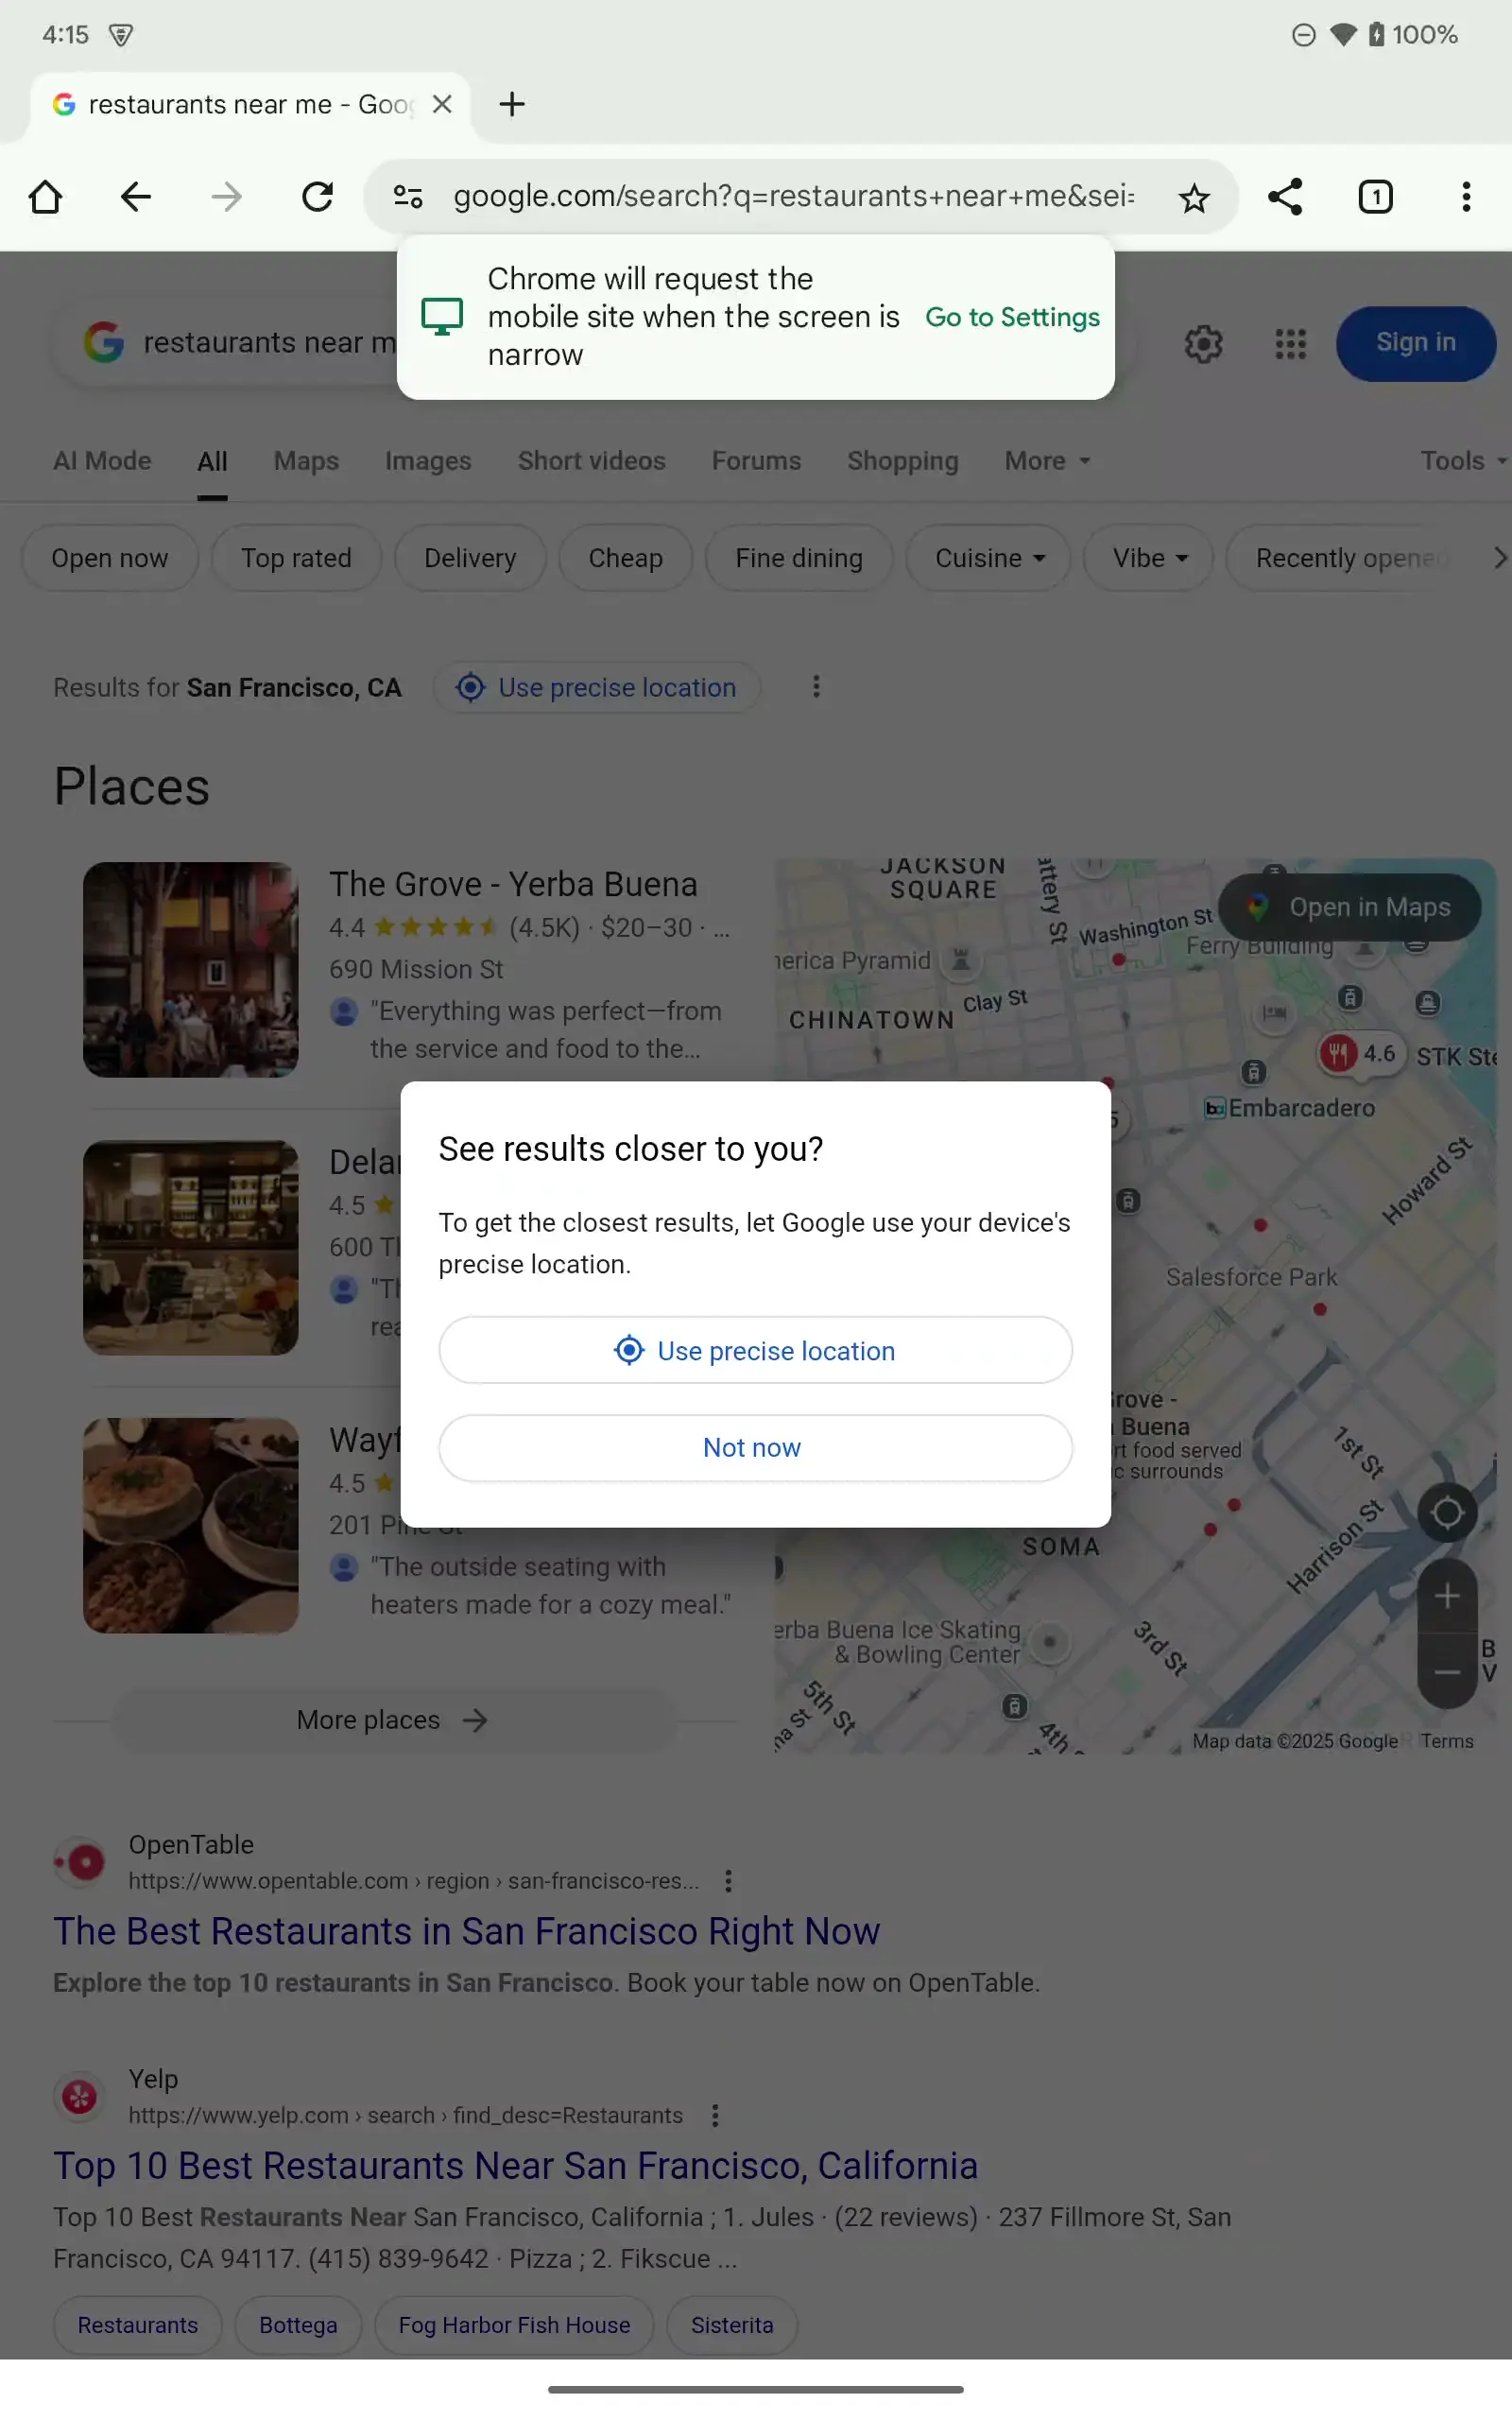 4:15
100%
restaurants near me - Goo
google.com/search?q=restaurants+near+me&sei=
1
Chrome will request the
mobile site when the screen is
narrow
Go to Settings
restaurants near m
Sign in
AI Mode
All
Maps
Images
Short videos
Forums
Shopping
More
Tools
Open now
Top rated
Delivery
Cheap
Fine dining
Cuisine
Vibe
Recently opened
Results for San Francisco, CA
Use precise location
Places
The Grove - Yerba Buena
4.4 (4.5K) · $20–30 · ...
690 Mission St
"Everything was perfect—from
the service and food to the...
Dela
4.5
600 T
"Th
rea
Wayf
4.5
201 Pine St
"The outside seating with
heaters made for a cozy meal."
More places
See results closer to you?
To get the closest results, let Google use your device's
precise location.
Use precise location
Not now
JACKSON
SQUARE
attery St
Washington St
Open in Maps
Ferry Building
nerica Pyramid
Clay St
CHINATOWN
4.6
STK Ste
Embarcadero
5
Howard St
Salesforce Park
Grove -
Buena
rt food served
c surrounds
1st St
Harrison St
SOMA
erba Buena Ice Skating
& Bowling Center
3rd St
5th St
na St
4th S
B
V
Map data ©2025 Google
Terms
OpenTable
https://www.opentable.com › region › san-francisco-res...
The Best Restaurants in San Francisco Right Now
Explore the top 10 restaurants in San Francisco. Book your table now on OpenTable.
Yelp
https://www.yelp.com › search › find_desc=Restaurants
Top 10 Best Restaurants Near San Francisco, California
Top 10 Best Restaurants Near San Francisco, California ; 1. Jules · (22 reviews) · 237 Fillmore St, San
Francisco, CA 94117. (415) 839-9642 · Pizza ; 2. Fikscue ...
Restaurants
Bottega
Fog Harbor Fish House
Sisterita